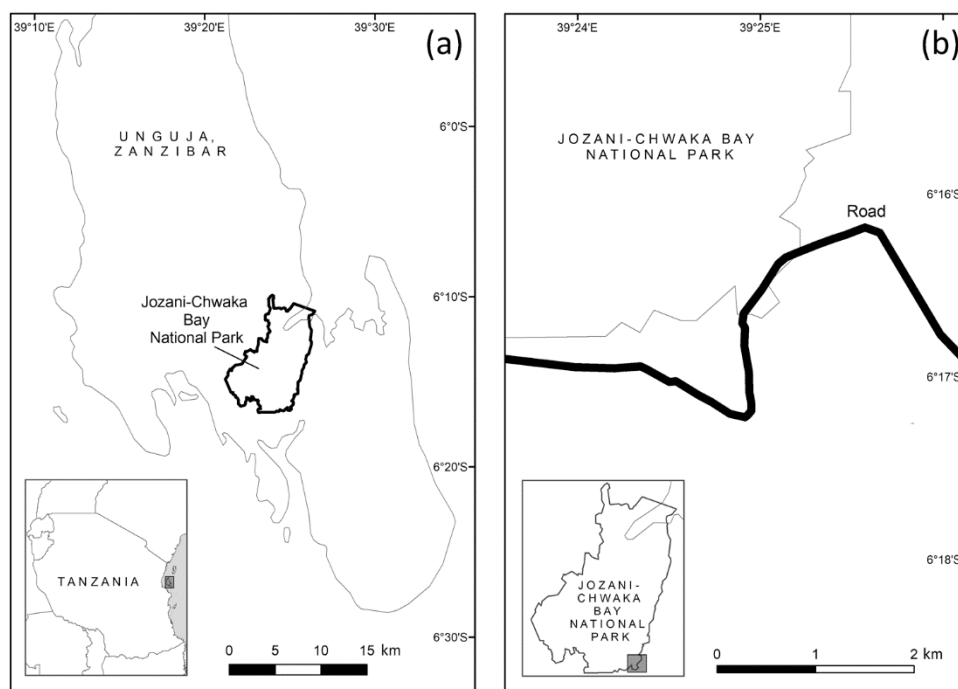 39°10'E 39°20'E 39°30'E
(a)
6°0'S
UNGUJA,
ZANZIBAR
6°10'S
Jozani-Chwaka
Bay
National Park
6°20'S
TANZANIA
6°30'S
0 5 10 15 km
39°24'E 39°25'E
(b)
JOZANI-CHWAKA BAY
NATIONAL PARK
6°16'S
Road
6°17'S
6°18'S
JOZANI-
CHWAKA
BAY
NATIONAL
PARK
0 1 2 km